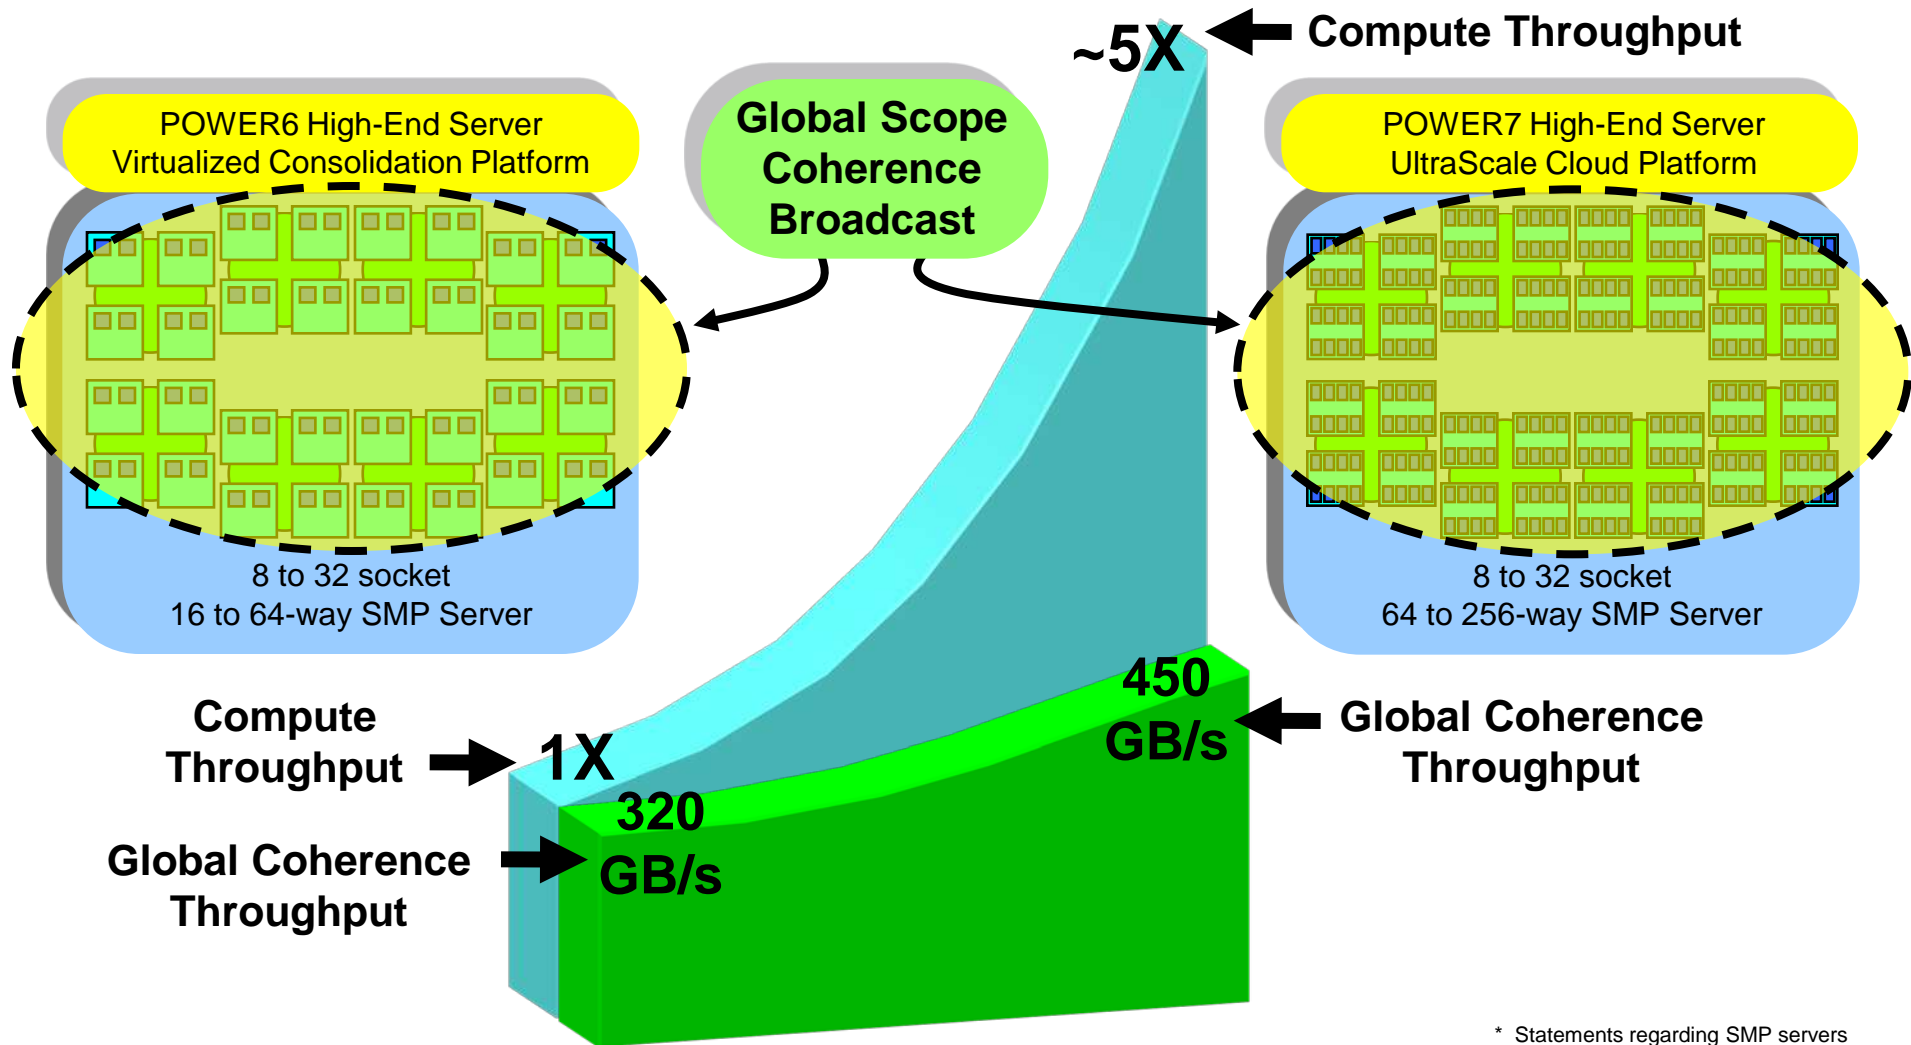 ~5X
Compute Throughput
POWER6 High-End Server
Virtualized Consolidation Platform
Global Scope
Coherence
Broadcast
POWER7 High-End Server
UltraScale Cloud Platform
8 to 32 socket
16 to 64-way SMP Server
8 to 32 socket
64 to 256-way SMP Server
Compute
Throughput
1X
450
GB/s
Global Coherence
Throughput
320
GB/s
Global Coherence
Throughput
* Statements regarding SMP servers